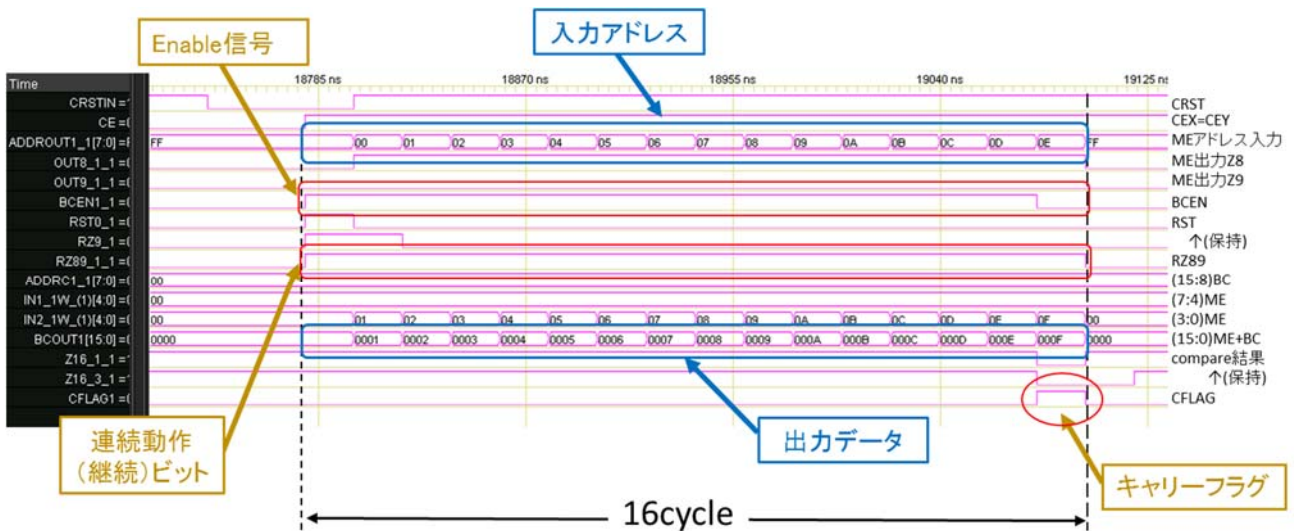 Enable信号
入力アドレス
Time
18785 ns
18870 ns
18955 ns
19040 ns
19125 ns
CRSTIN =
CRST
CE =
CEX=CEY
ADDROUT1_1[7:0] =
FF 00 01 02 03 04 05 06 07 08 09 0A 0B 0C 0D 0E FF
MEアドレス入力
OUT8_1_1 =
ME出力Z8
OUT9_1_1 =
ME出力Z9
BCEN1_1 =
BCEN
RST0_1 =
RST
RZ9_1 =
↑(保持)
RZ89_1_1 =
RZ89
ADDRC1_1[7:0] =
00
(15:8)BC
IN1_1W_(1)[4:0] =
00
(7:4)ME
IN2_1W_(1)[4:0] =
00 01 02 03 04 05 06 07 08 09 0A 0B 0C 0D 0E 0F 00
(3:0)ME
BCOUT1[15:0] =
0000 0001 0002 0003 0004 0005 0006 0007 0008 0009 000A 000B 000C 000D 000E 000F 0000
(15:0)ME+BC
Z16_1_1 =
compare結果
Z16_3_1 =
↑(保持)
CFLAG1 =
CFLAG
連続動作
（継続）ビット
出力データ
キャリーフラグ
16cycle